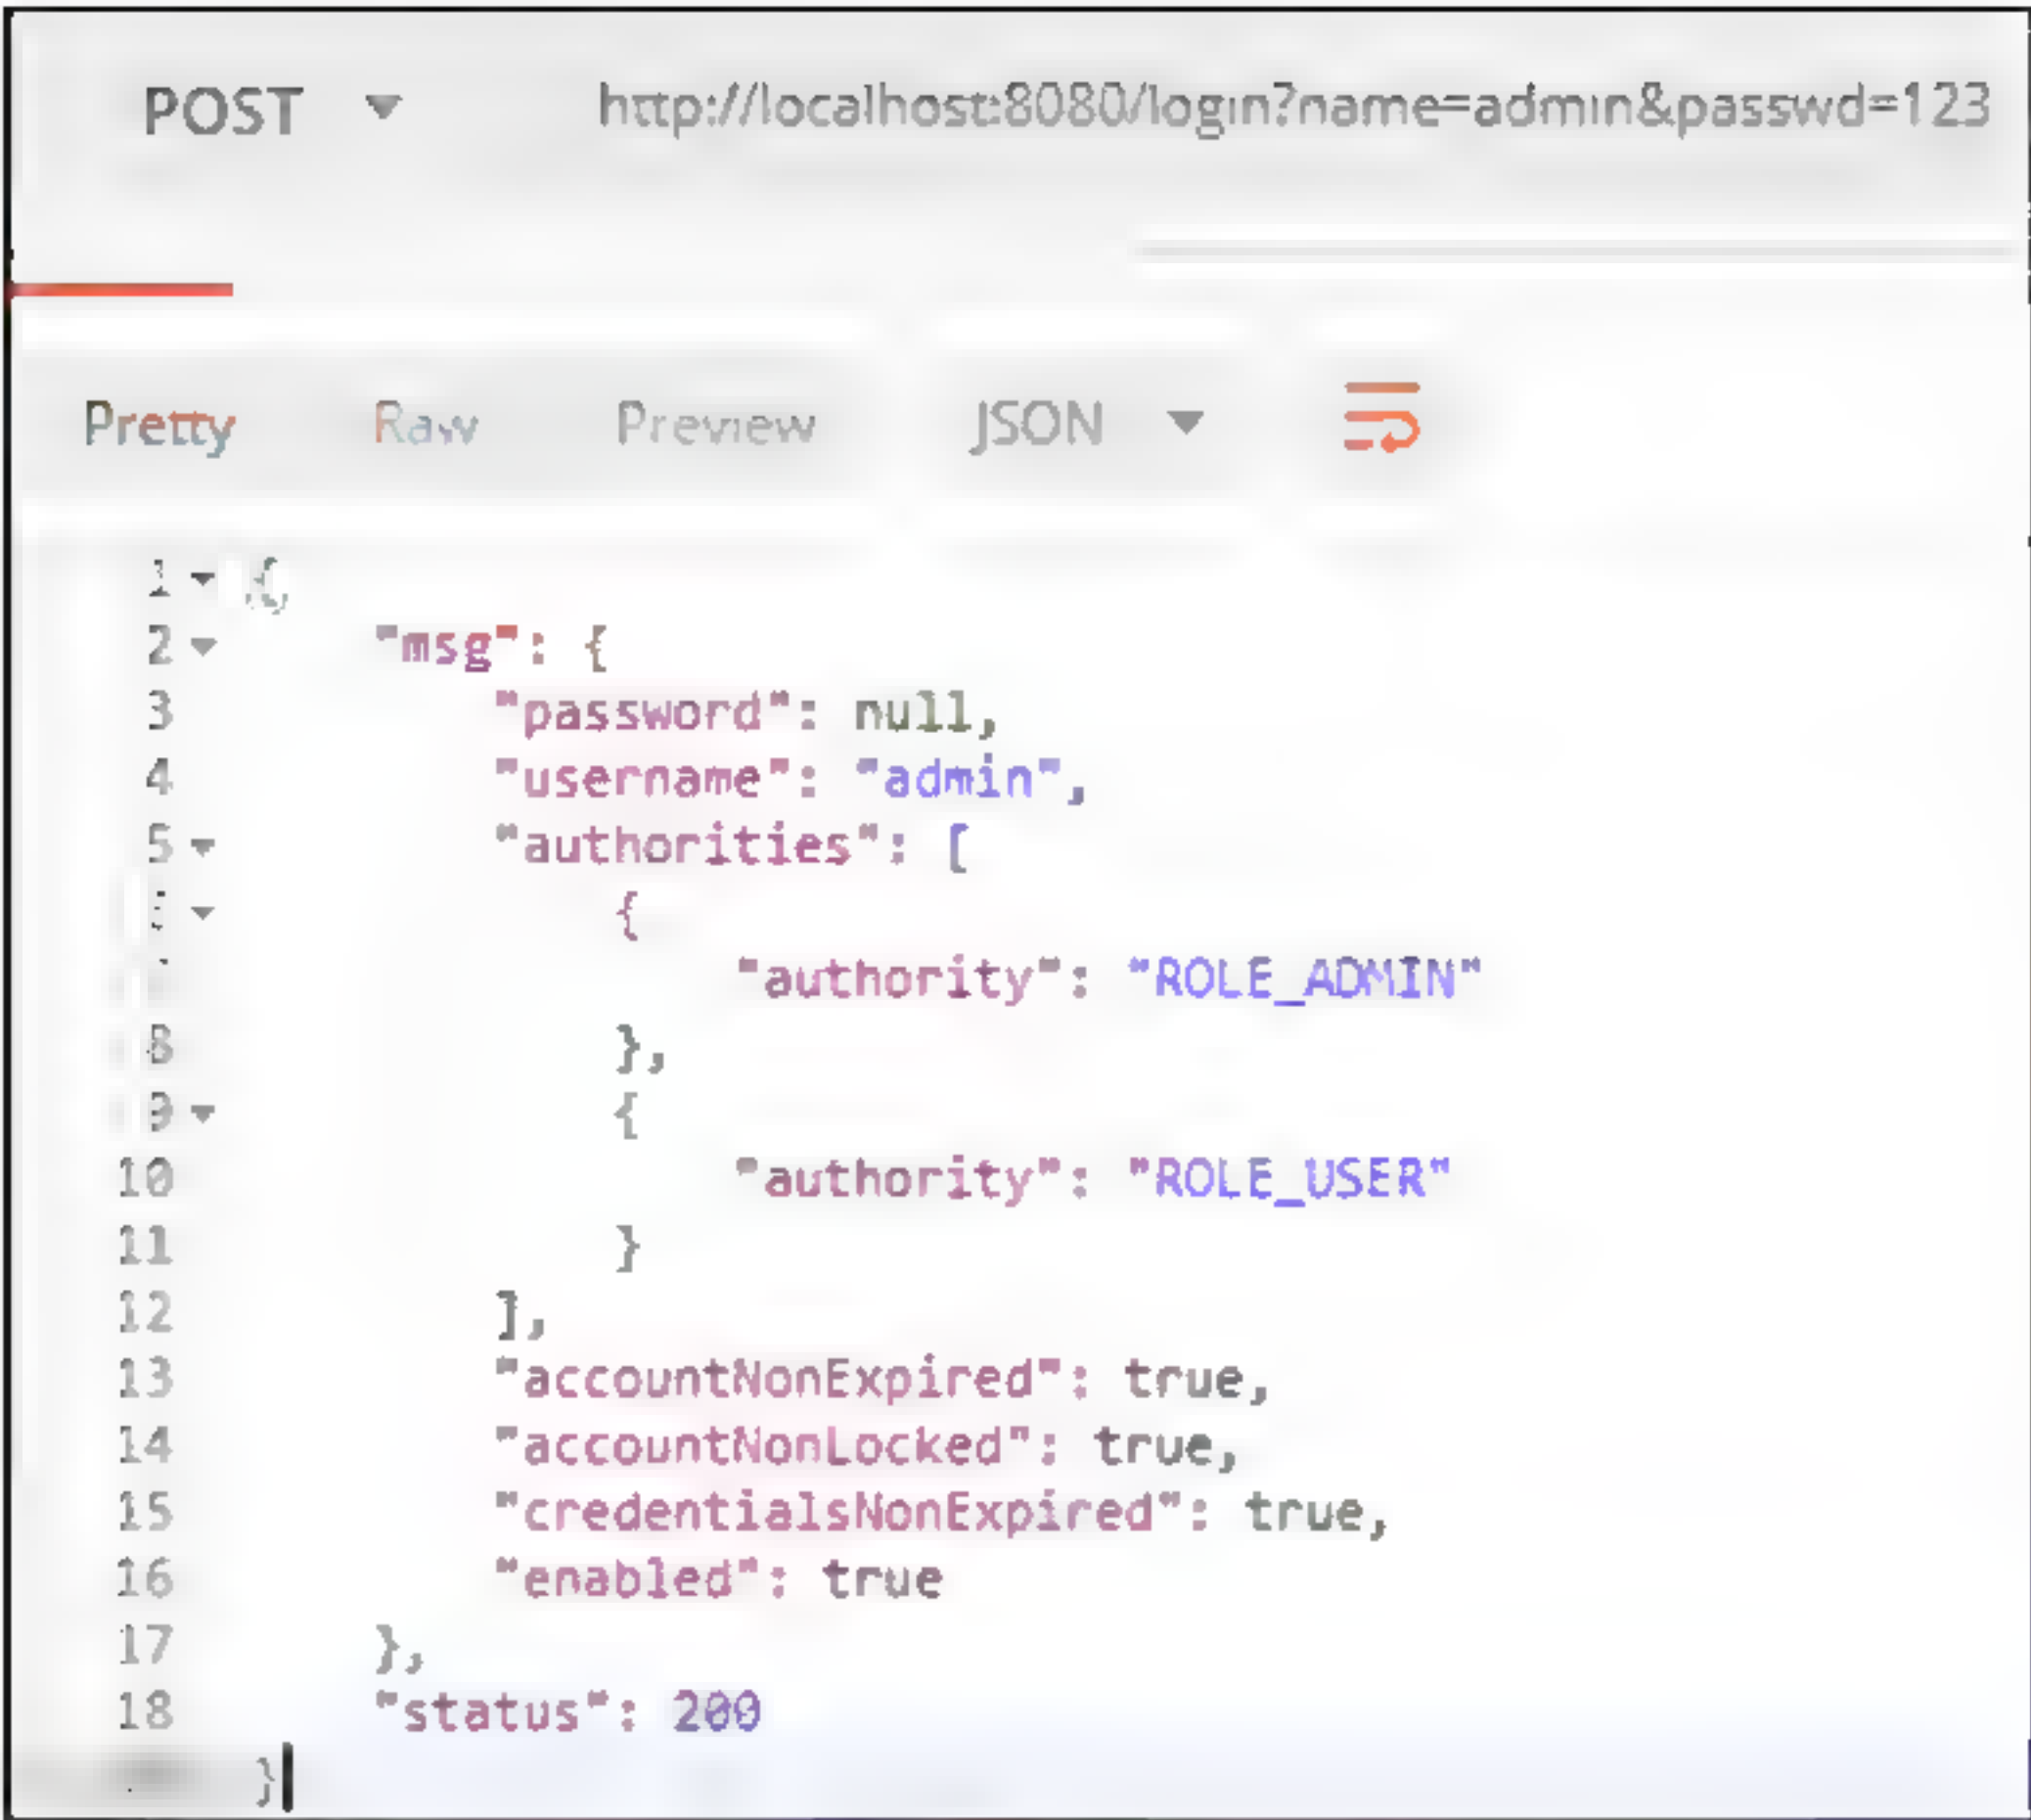 POST http://localhost:8080/login?name=admin&passwd=123
Pretty Raw Preview JSON
1 {
2 "msg": {
3 "password": null,
4 "username": "admin",
5 "authorities": [
{
"authority": "ROLE_ADMIN"
8 },
9 {
10 "authority": "ROLE_USER"
11 }
12 ],
13 "accountNonExpired": true,
14 "accountNonLocked": true,
15 "credentialsNonExpired": true,
16 "enabled": true
17 },
18 "status": 200
}